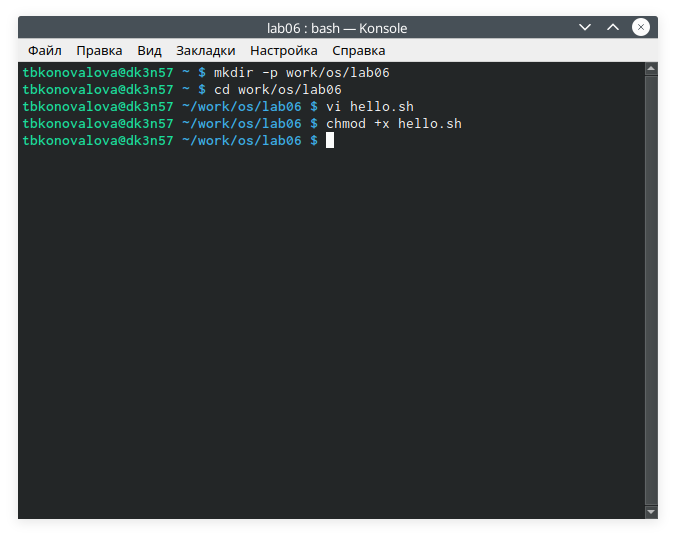 lab06 : bash — Konsole
Файл Правка Вид Закладки Настройка Справка
tbkonovalova@dk3n57 ~ $ mkdir -p work/os/lab06
tbkonovalova@dk3n57 ~ $ cd work/os/lab06
tbkonovalova@dk3n57 ~/work/os/lab06 $ vi hello.sh
tbkonovalova@dk3n57 ~/work/os/lab06 $ chmod +x hello.sh
tbkonovalova@dk3n57 ~/work/os/lab06 $